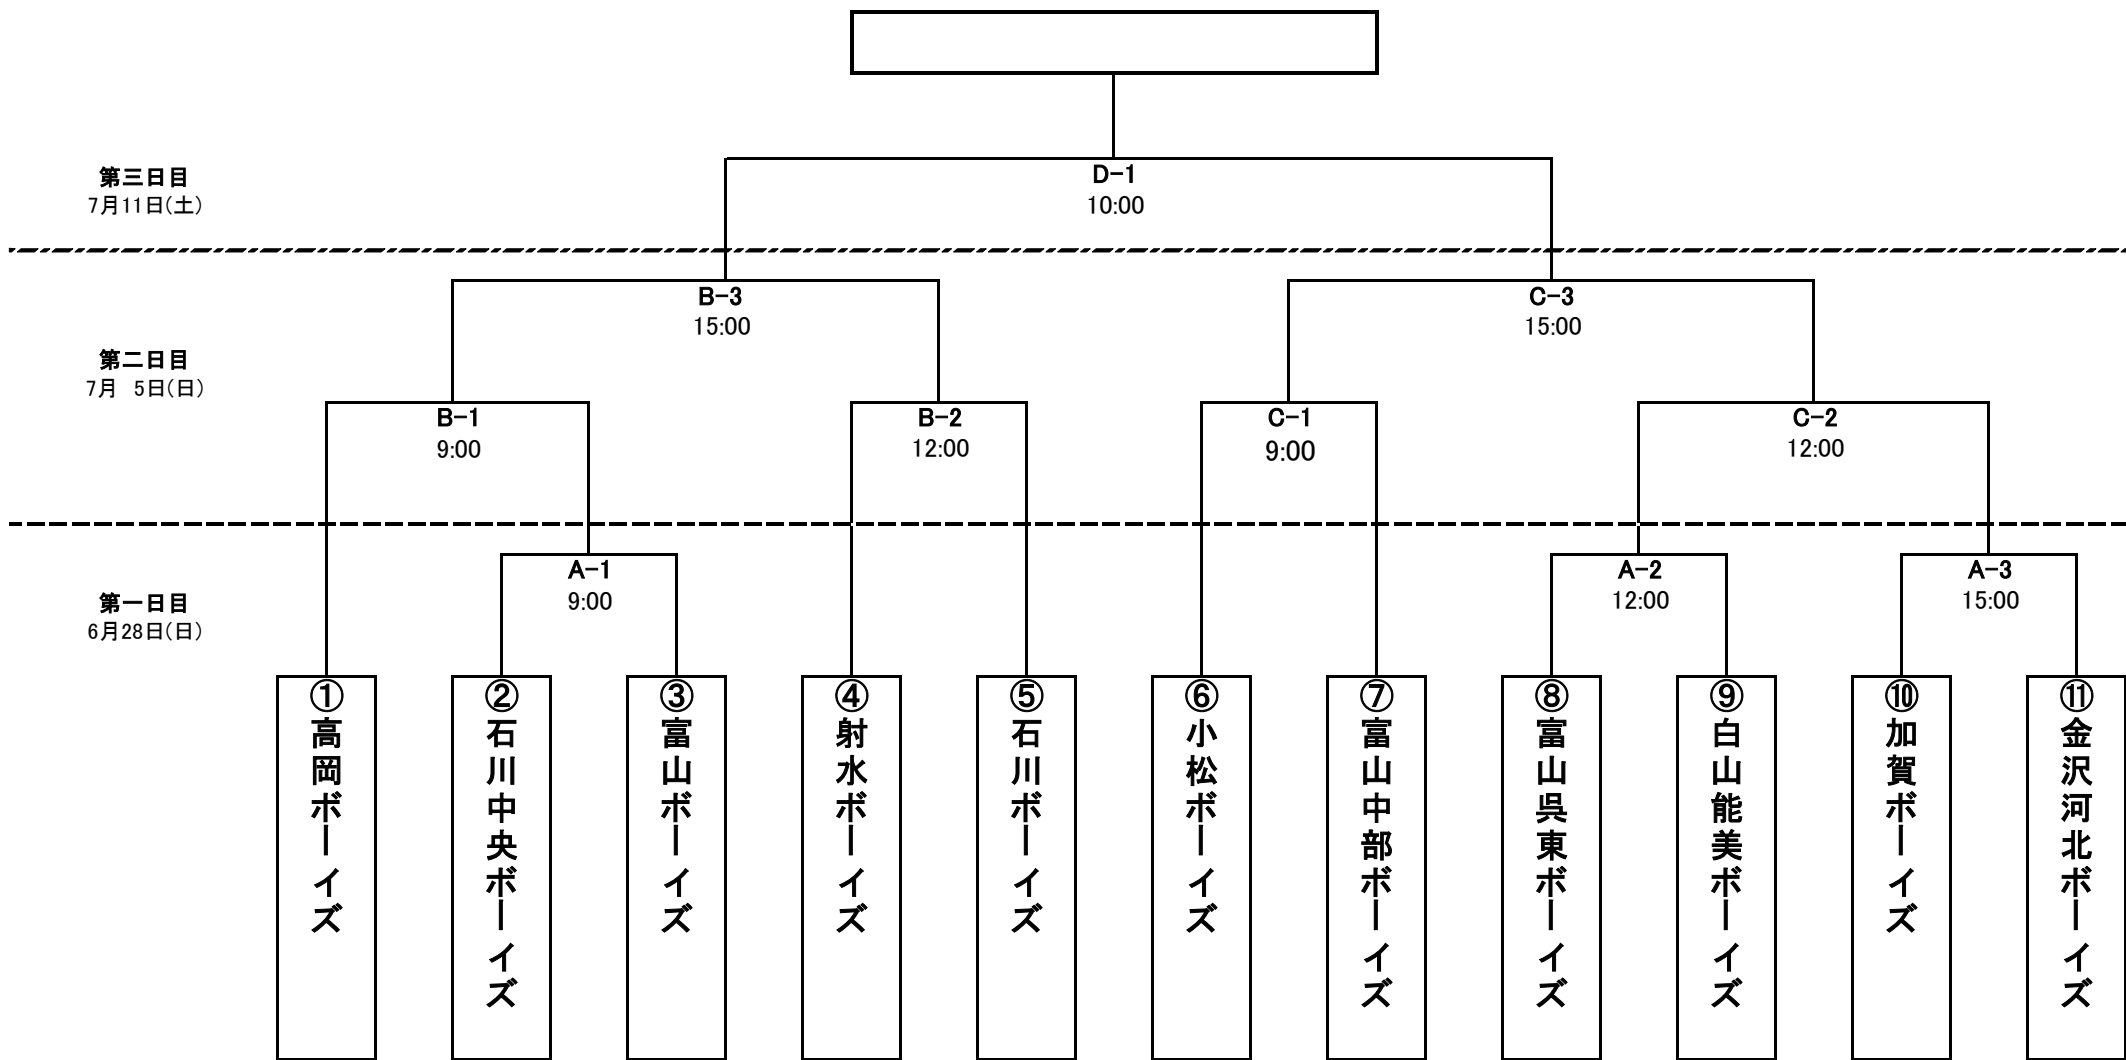 第三日目
7月11日(土)
D-1
10:00
B-3
15:00
C-3
15:00
第二日目
7月 5日(日)
B-1
9:00
B-2
12:00
C-1
9:00
C-2
12:00
A-1
9:00
A-2
12:00
A-3
15:00
第一日目
6月28日(日)
①高岡ボーイズ
②石川中央ボーイズ
③富山ボーイズ
④射水ボーイズ
⑤石川ボーイズ
⑥小松ボーイズ
⑦富山中部ボーイズ
⑧富山呉東ボーイズ
⑨白山能美ボーイズ
⑩加賀ボーイズ
⑪金沢河北ボーイズ